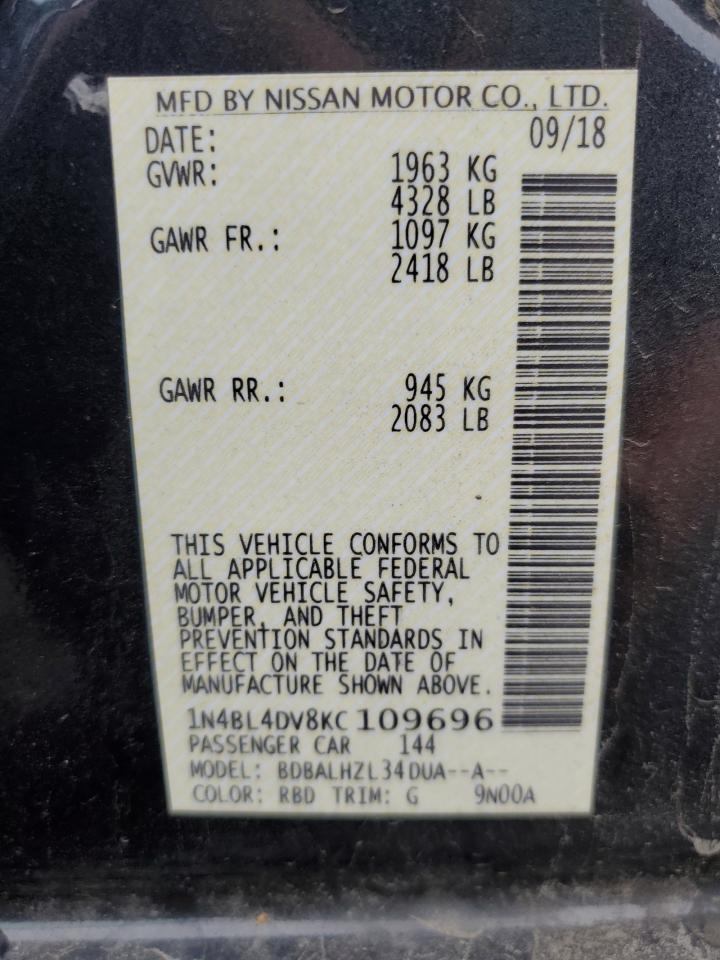 MFD BY NISSAN MOTOR CO., LTD.
DATE: 09/18
GVWR: 1963 KG
4328 LB
GAWR FR.: 1097 KG
2418 LB
GAWR RR.: 945 KG
2083 LB
THIS VEHICLE CONFORMS TO
ALL APPLICABLE FEDERAL
MOTOR VEHICLE SAFETY,
BUMPER, AND THEFT
PREVENTION STANDARDS IN
EFFECT ON THE DATE OF
MANUFACTURE SHOWN ABOVE.
1N4BL4DV8KC 109696
PASSENGER CAR 144
MODEL: BDBALHZL34DUA--A--
COLOR: RBD TRIM: G 9N00A